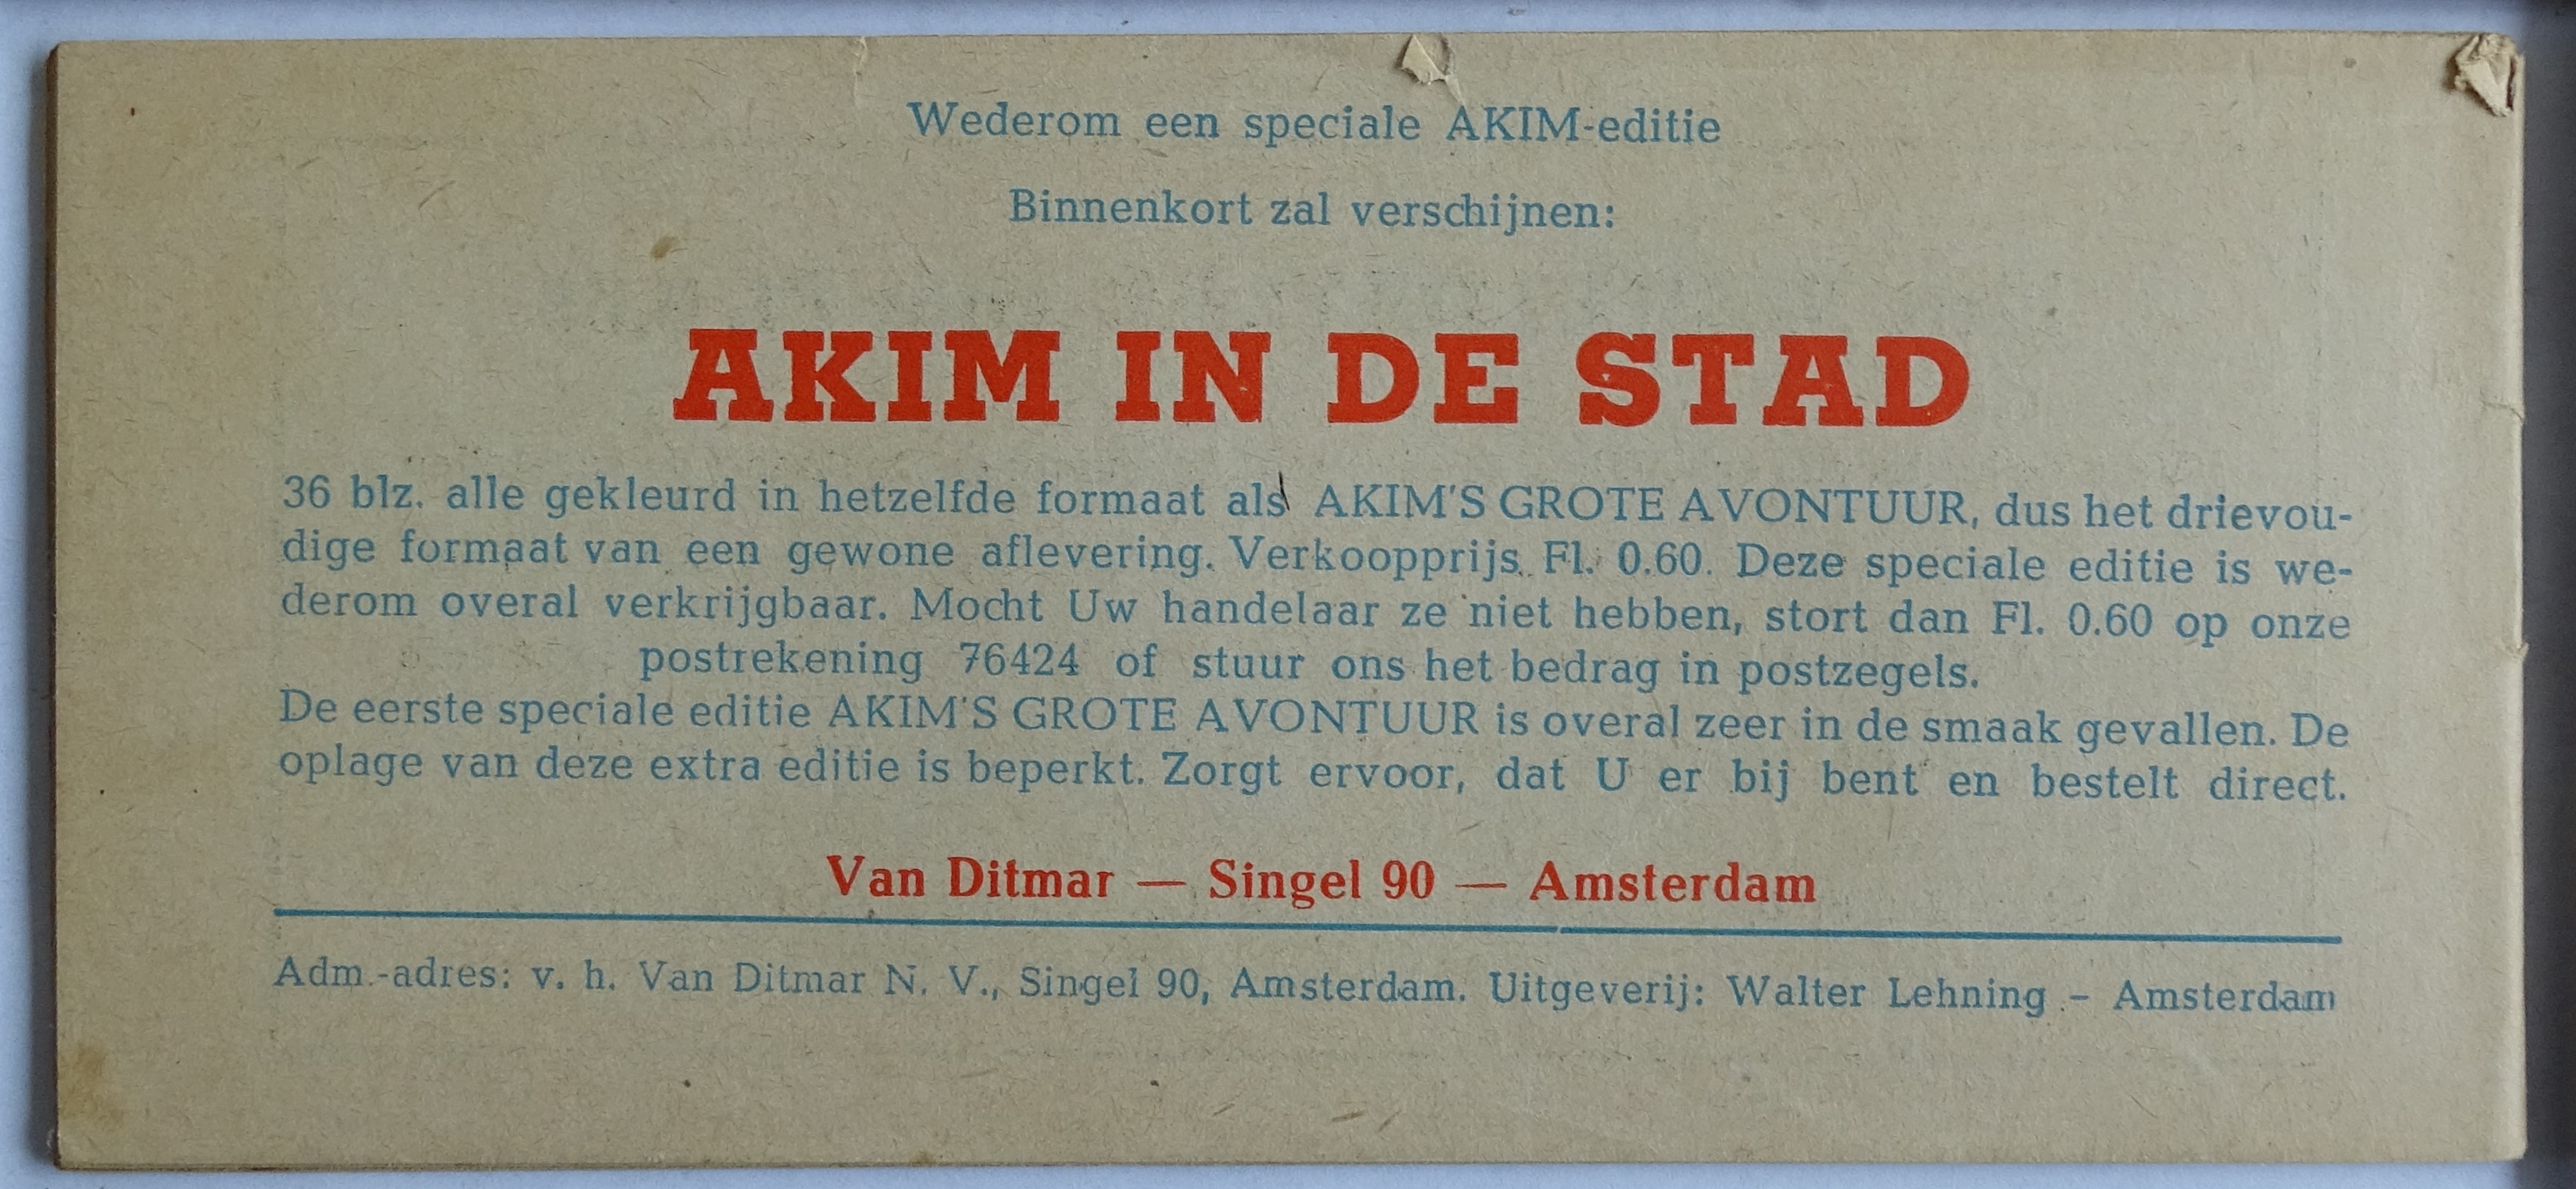 Wederom een speciale AKIM-editie
Binnenkort zal verschijnen:
AKIM IN DE STAD
36 blz. alle gekleurd in hetzelfde formaat als AKIM'S GROTE AVONTUUR, dus het drievou-
dige formaat van een gewone aflevering. Verkoopprijs Fl. 0.60. Deze speciale editie is we-
derom overal verkrijgbaar. Mocht Uw handelaar ze niet hebben, stort dan Fl. 0.60 op onze
postrekening 76424 of stuur ons het bedrag in postzegels.
De eerste speciale editie AKIM'S GROTE AVONTUUR is overal zeer in de smaak gevallen. De
oplage van deze extra editie is beperkt. Zorgt ervoor, dat U er bij bent en bestelt direct.
Van Ditmar — Singel 90 — Amsterdam
Adm.-adres: v. h. Van Ditmar N. V., Singel 90, Amsterdam. Uitgeverij: Walter Lehning - Amsterdam